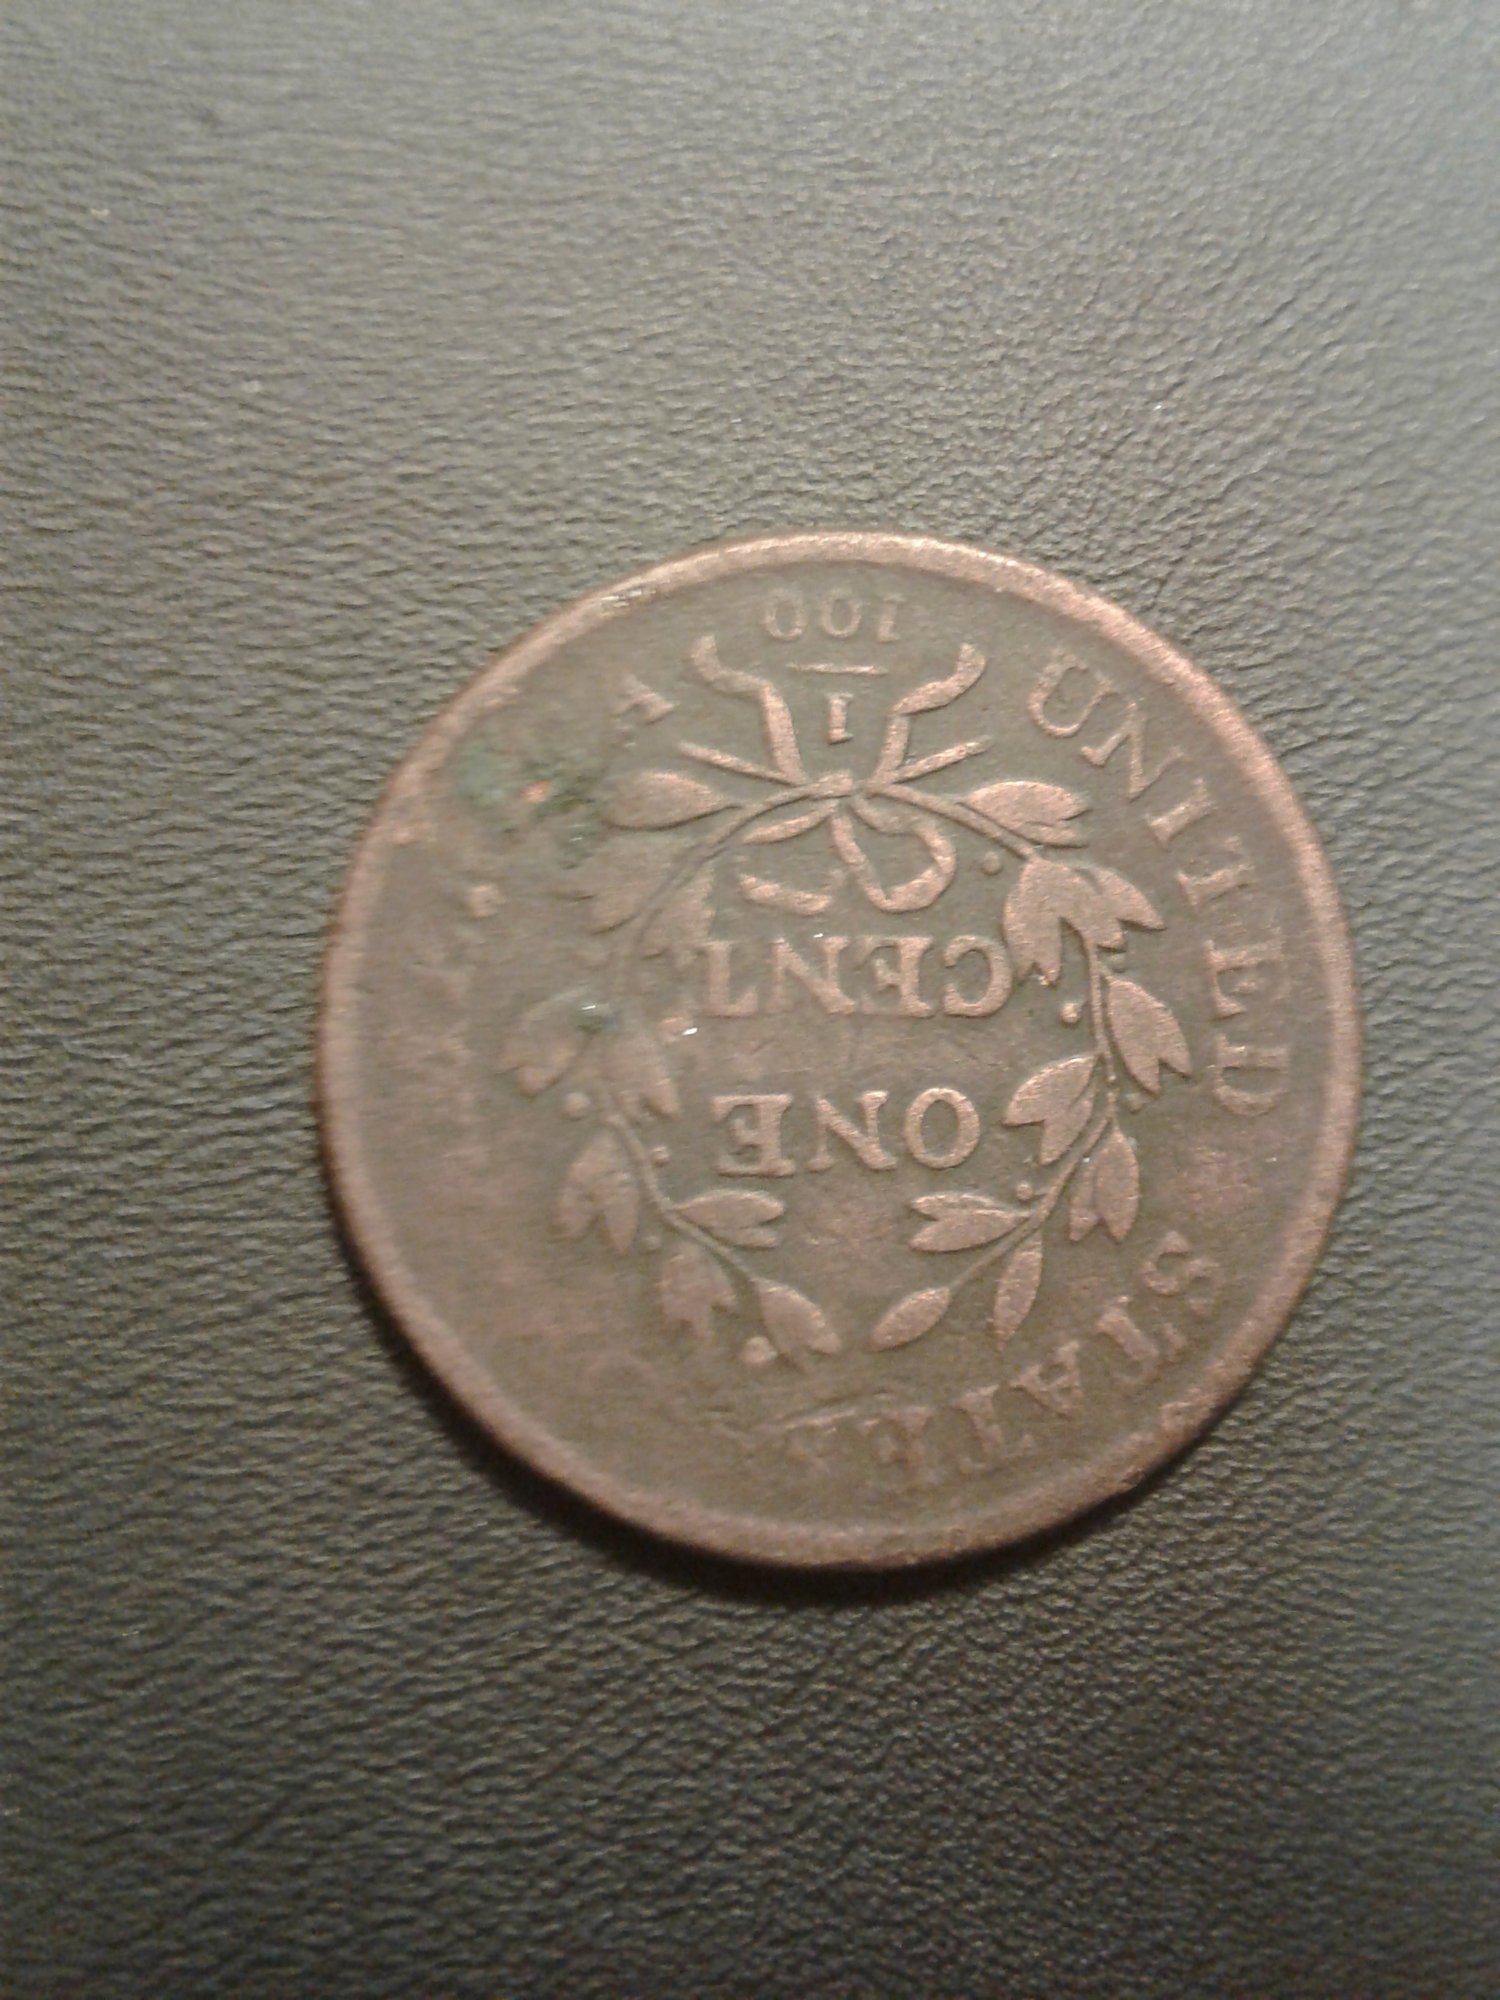 UNITED STATES
A
ONE
CENT
1
100